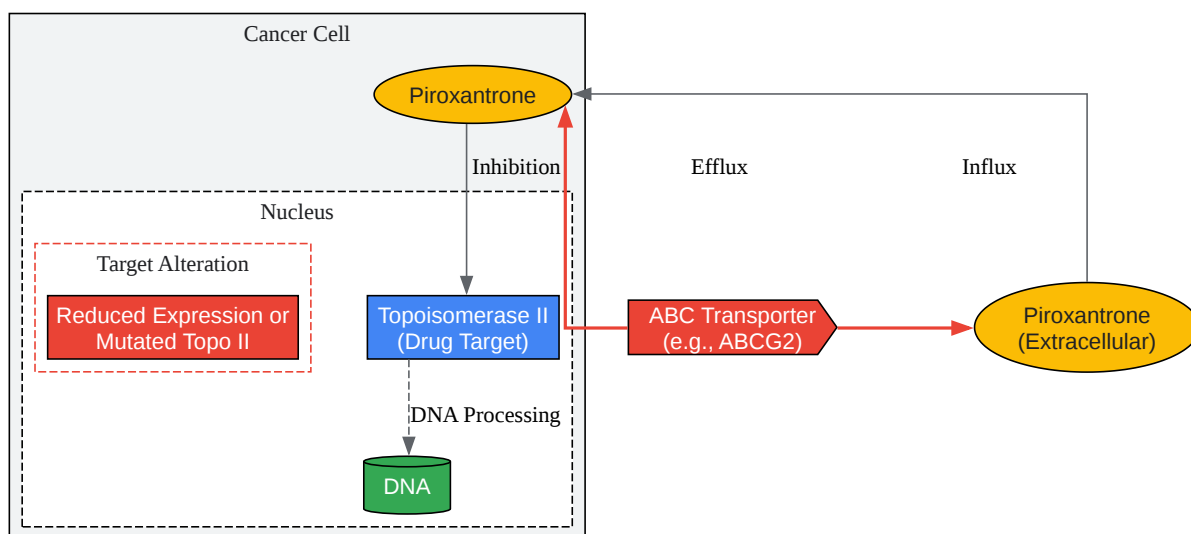 Cancer Cell
Piroxantrone
Inhibition
Efflux
Influx
Nucleus
Target Alteration
Reduced Expression or
Mutated Topo II
Topoisomerase II
(Drug Target)
ABC Transporter
(e.g., ABCG2)
Piroxantrone
(Extracellular)
DNA Processing
DNA